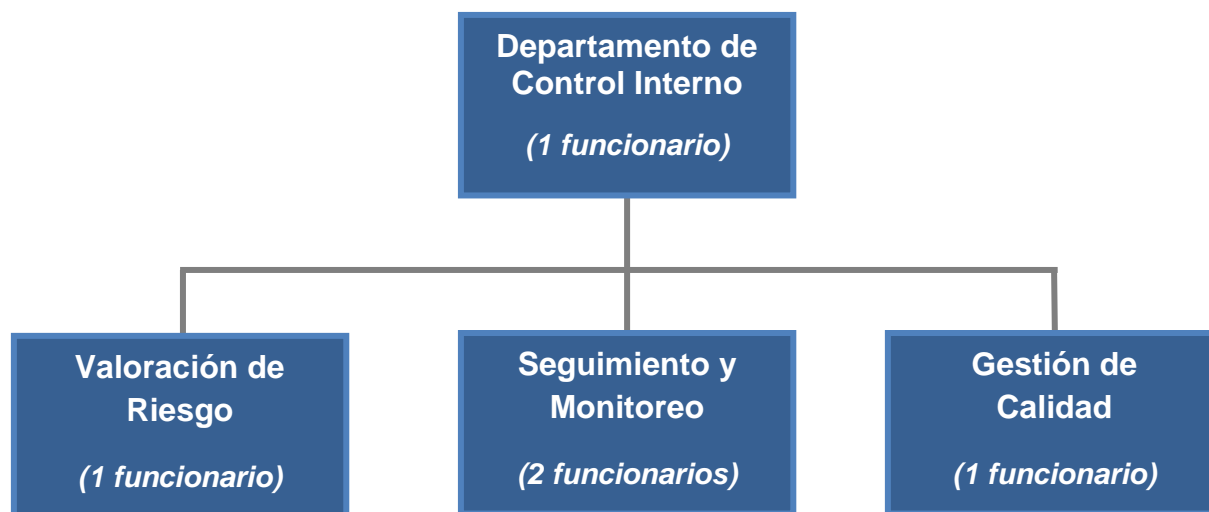 Departamento de
Control Interno
(1 funcionario)
Valoración de
Riesgo
(1 funcionario)
Seguimiento y
Monitoreo
(2 funcionarios)
Gestión de
Calidad
(1 funcionario)